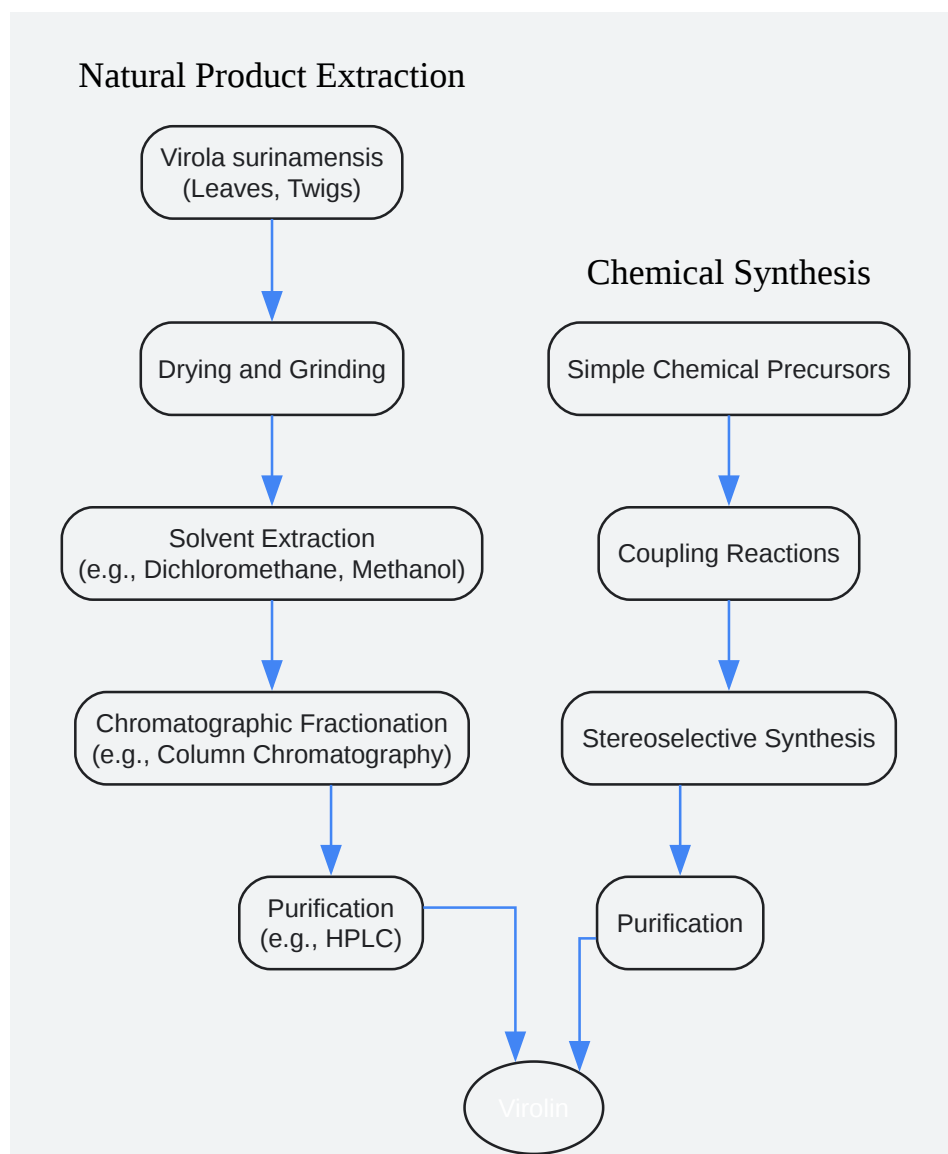 Natural Product Extraction
Virola surinamensis
(Leaves, Twigs)
Drying and Grinding
Solvent Extraction
(e.g., Dichloromethane, Methanol)
Chromatographic Fractionation
(e.g., Column Chromatography)
Purification
(e.g., HPLC)
Chemical Synthesis
Simple Chemical Precursors
Coupling Reactions
Stereoselective Synthesis
Purification
Virolin